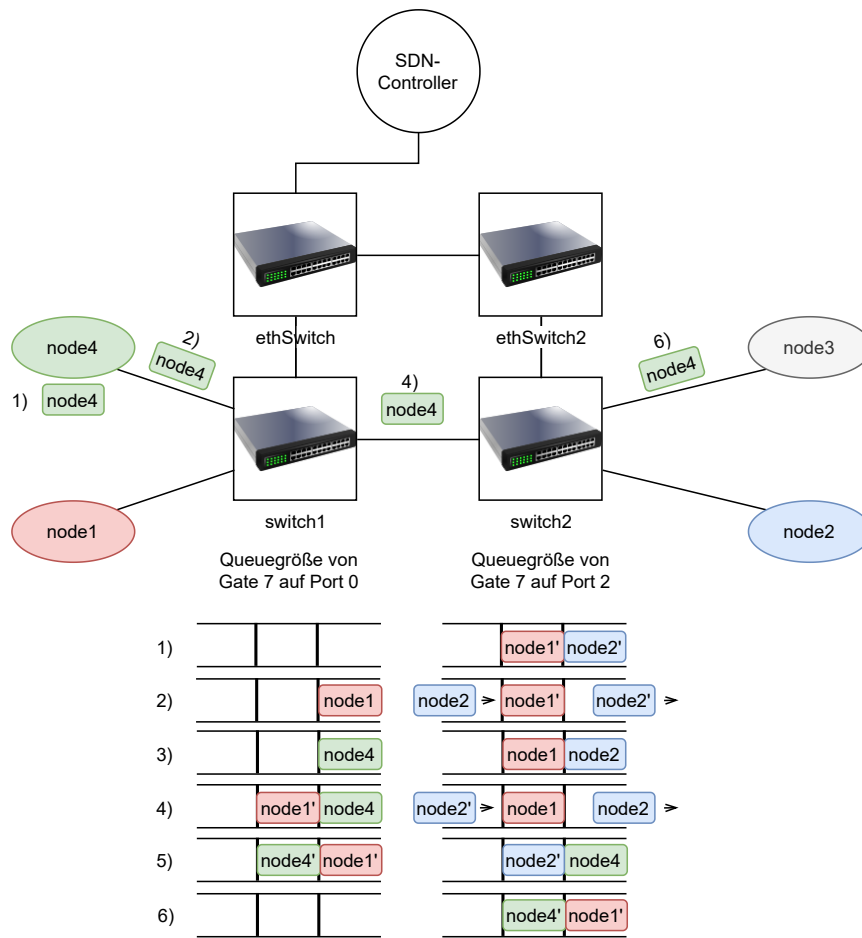 SDN-
Controller
ethSwitch
ethSwitch2
node4
2)
node4
1)
node4
4)
node4
6)
node4
node3
node1
switch1
switch2
node2
Queuegröße von
Gate 7 auf Port 0
Queuegröße von
Gate 7 auf Port 2
1)
node1'
node2'
2)
node1
node2
node1'
node2'
3)
node4
node1
node2
4)
node1'
node4
node2'
node1
node2
5)
node4'
node1'
node2'
node4
6)
node4'
node1'